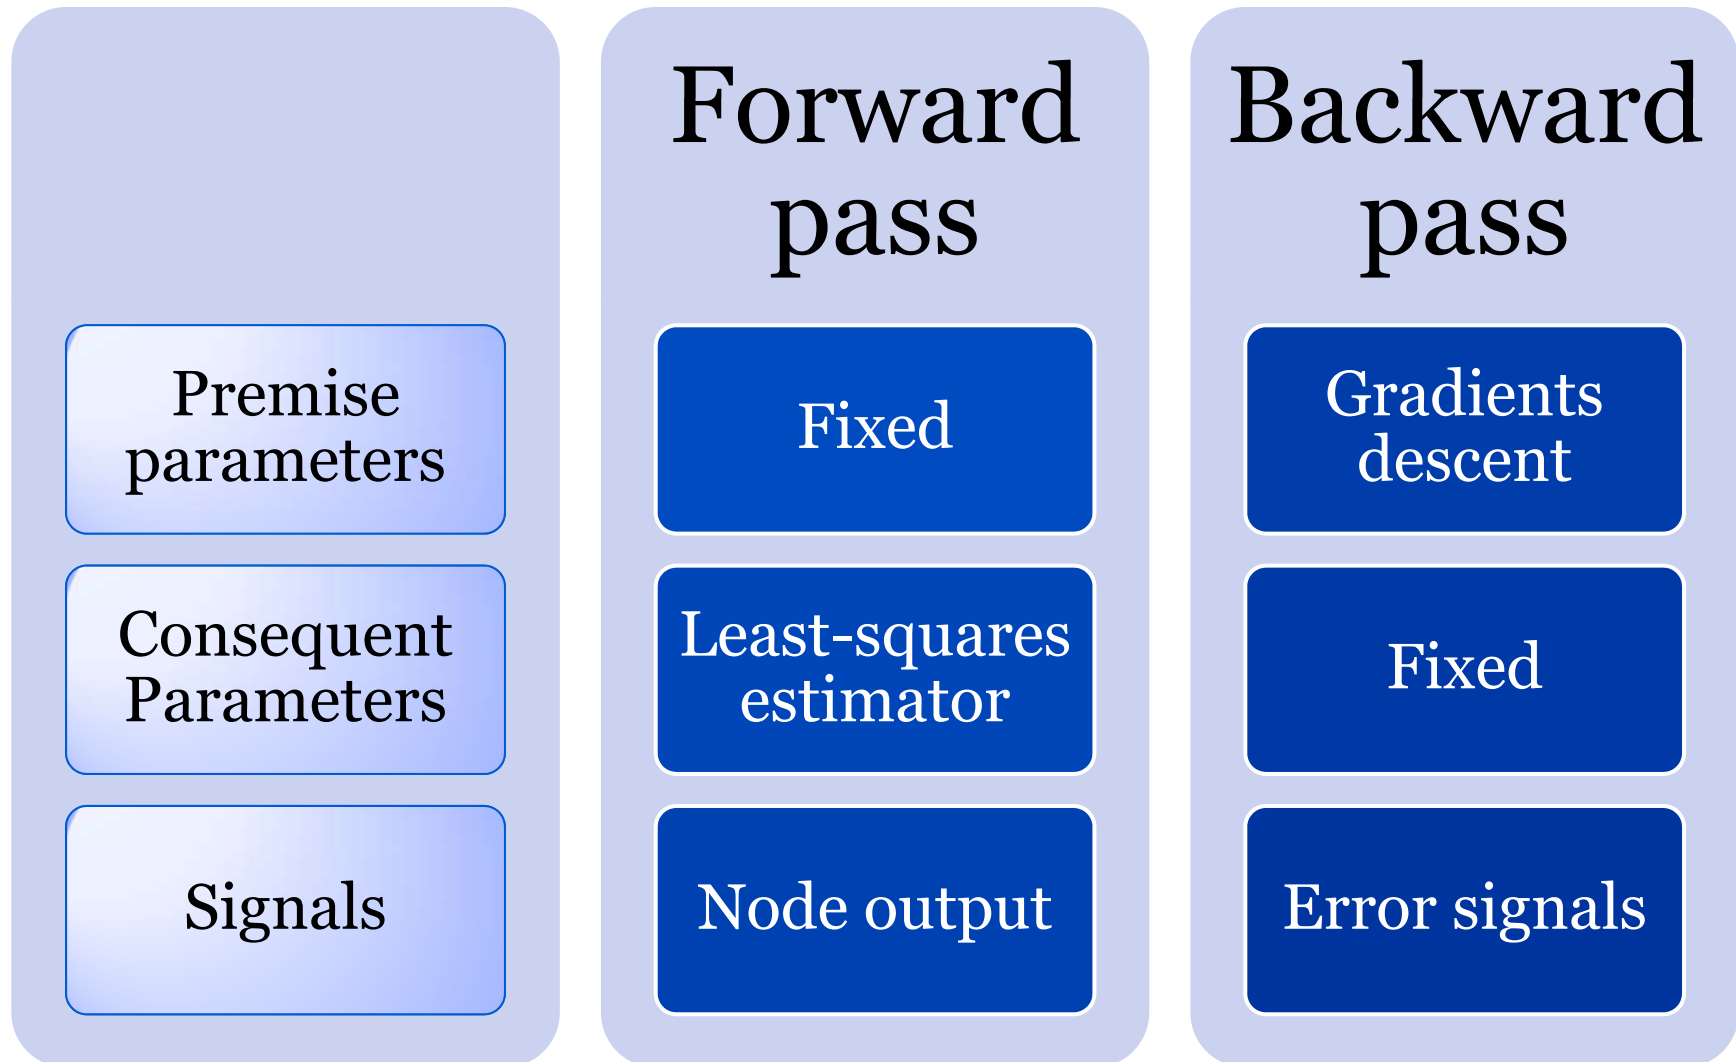 Forward
pass
Backward
pass
Premise
parameters
Fixed
Gradients
descent
Consequent
Parameters
Least-squares
estimator
Fixed
Signals
Node output
Error signals